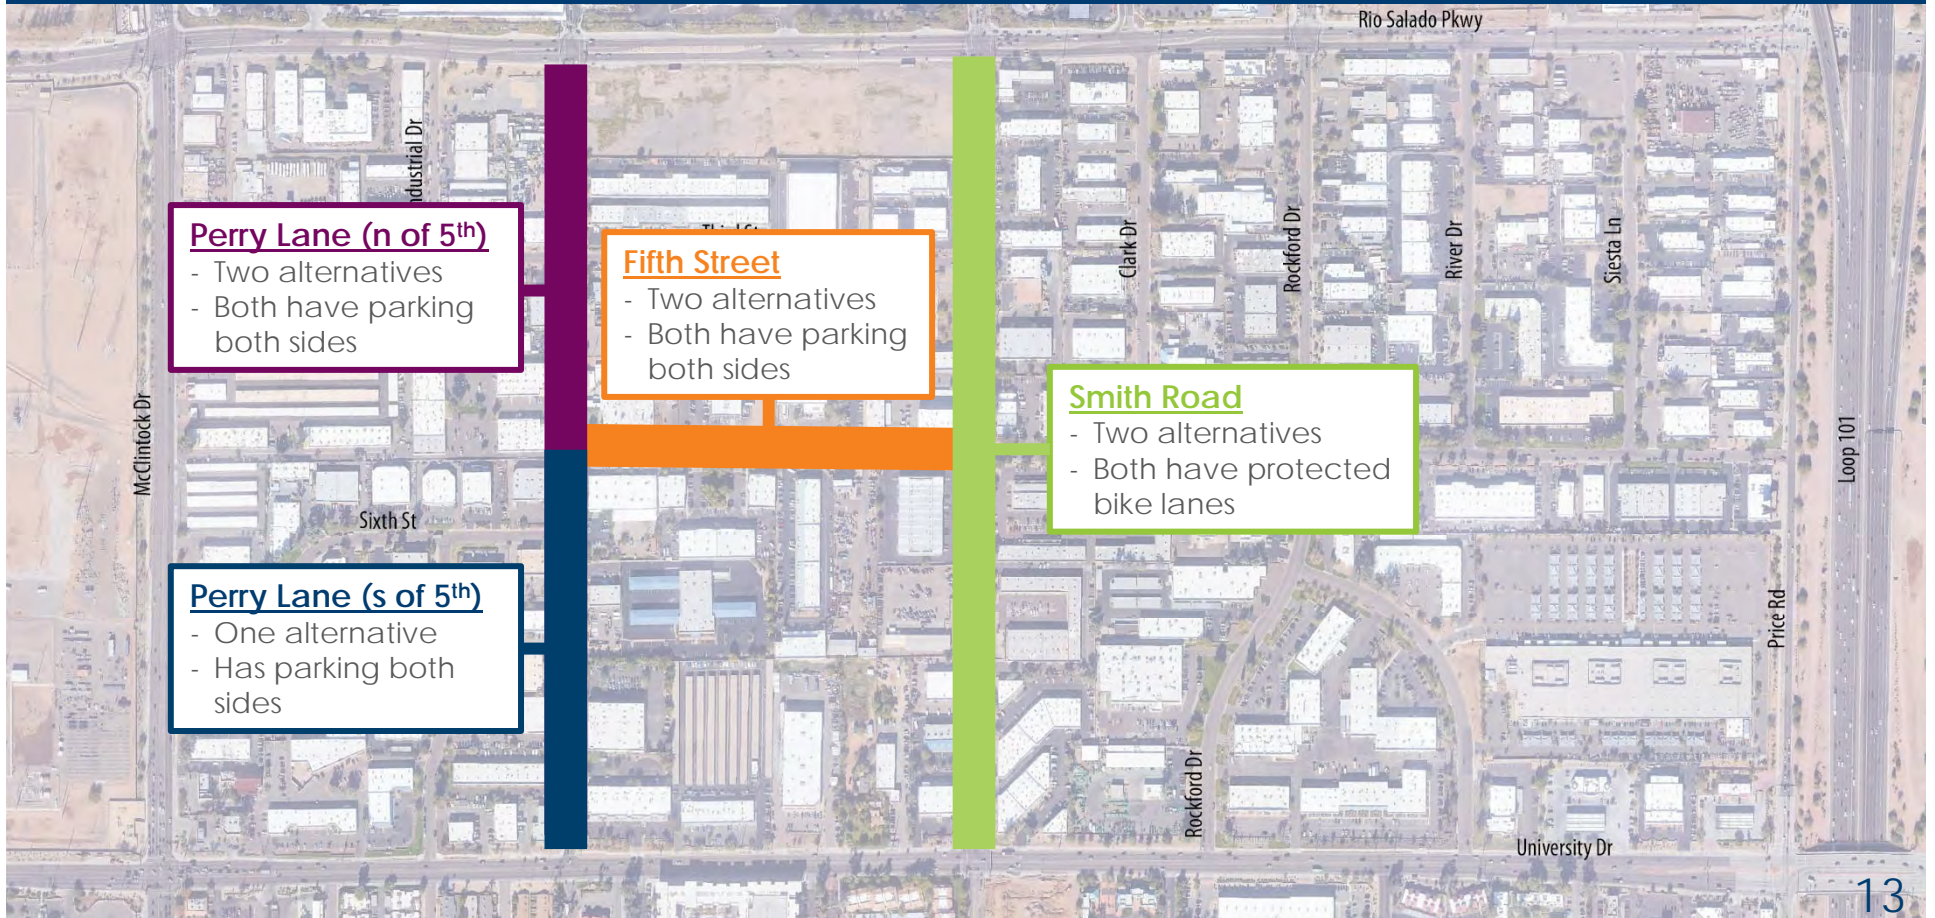 Rio Salado Pkwy
Industrial Dr
Perry Lane (n of 5th)
- Two alternatives
- Both have parking
both sides
Fifth Street
- Two alternatives
- Both have parking
both sides
Clark Dr
Rockford Dr
River Dr
Siesta Ln
Smith Road
- Two alternatives
- Both have protected
bike lanes
McClintock Dr
Loop 101
Sixth St
Perry Lane (s of 5th)
- One alternative
- Has parking both
sides
Price Rd
Rockford Dr
University Dr
13